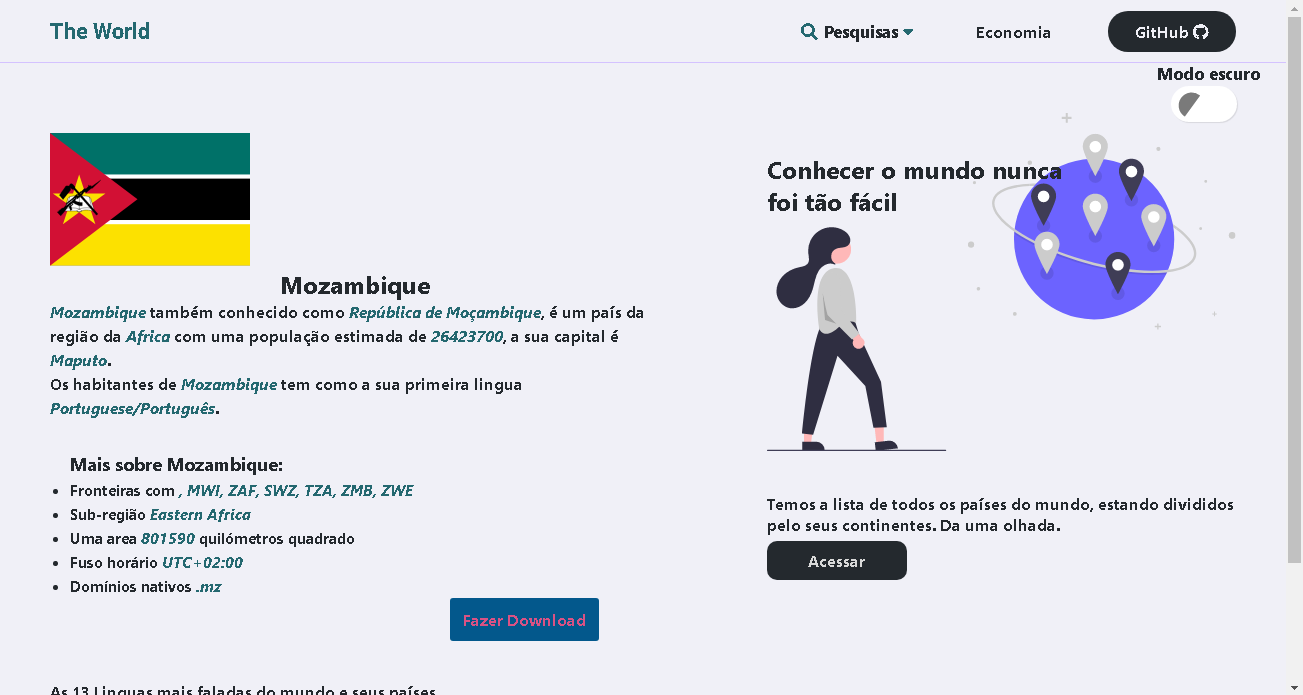 The World
Pesquisas
Economia
GitHub
Modo escuro
Mozambique
Mozambique também conhecido como República de Moçambique, é um país da
região da Africa com uma população estimada de 26423700, a sua capital é
Maputo.
Os habitantes de Mozambique tem como a sua primeira lingua
Portuguese/Português.
Mais sobre Mozambique:
Fronteiras com , MWI, ZAF, SWZ, TZA, ZMB, ZWE
Sub-região Eastern Africa
Uma area 801590 quilómetros quadrado
Fuso horário UTC+02:00
Domínios nativos .mz
Fazer Download
As 13 Linguas mais faladas do mundo e seus países
Conhecer o mundo nunca
foi tão fácil
Temos a lista de todos os países do mundo, estando divididos
pelo seus continentes. Da uma olhada.
Acessar